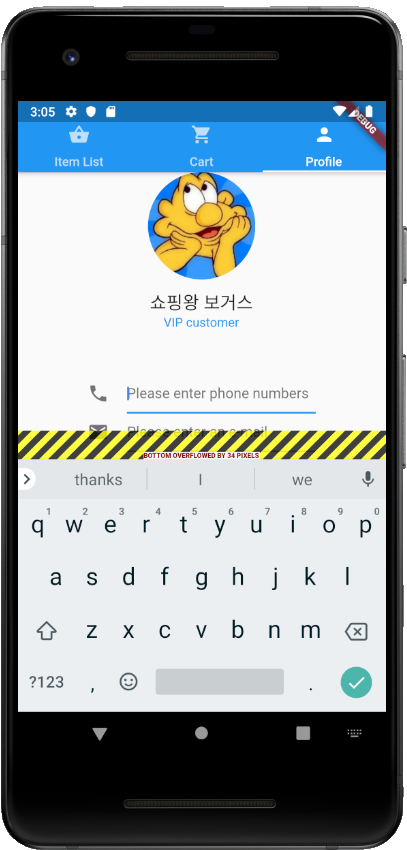 3:05
DEBUG
Item List Cart Profile
쇼핑왕 보거스
VIP customer
Please enter phone numbers
Please enter an e-mail
BOTTOM OVERFLOWED BY 34 PIXELS
thanks I we
1 2 3 4 5 6 7 8 9 0
q w e r t y u i o p
a s d f g h j k l
z x c v b n m
?123 , .